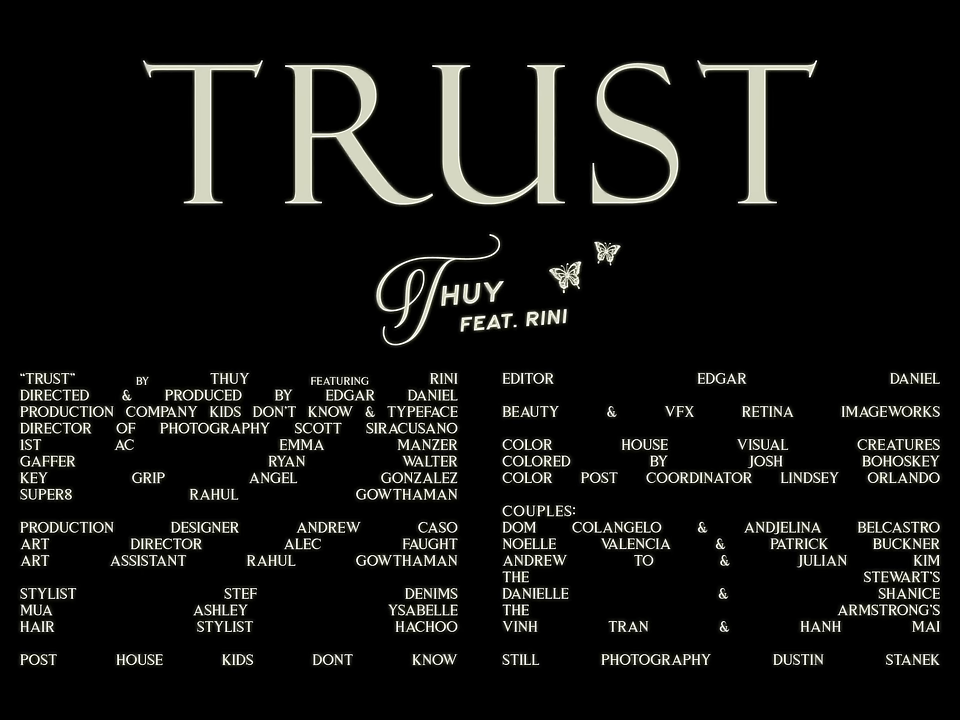 TRUST
THUY
FEAT. RINI
“TRUST” BY THUY FEATURING RINI
DIRECTED & PRODUCED BY EDGAR DANIEL
PRODUCTION COMPANY KIDS DON'T KNOW & TYPEFACE
DIRECTOR OF PHOTOGRAPHY SCOTT SIRACUSANO
1ST AC EMMA MANZER
GAFFER RYAN WALTER
KEY GRIP ANGEL GONZALEZ
SUPER8 RAHUL GOWTHAMAN
PRODUCTION DESIGNER ANDREW CASO
ART DIRECTOR ALEC FAUGHT
ART ASSISTANT RAHUL GOWTHAMAN
STYLIST STEF DENIMS
MUA ASHLEY YSABELLE
HAIR STYLIST HACHOO
POST HOUSE KIDS DONT KNOW
EDITOR EDGAR DANIEL
BEAUTY & VFX RETINA IMAGEWORKS
COLOR HOUSE VISUAL CREATURES
COLORED BY JOSH BOHOSKEY
COLOR POST COORDINATOR LINDSEY ORLANDO
COUPLES:
DOM COLANGELO & ANDJELINA BELCASTRO
NOELLE VALENCIA & PATRICK BUCKNER
ANDREW TO & JULIAN KIM
THE STEWART'S
DANIELLE & SHANICE
THE ARMSTRONG'S
VINH TRAN & HANH MAI
STILL PHOTOGRAPHY DUSTIN STANEK